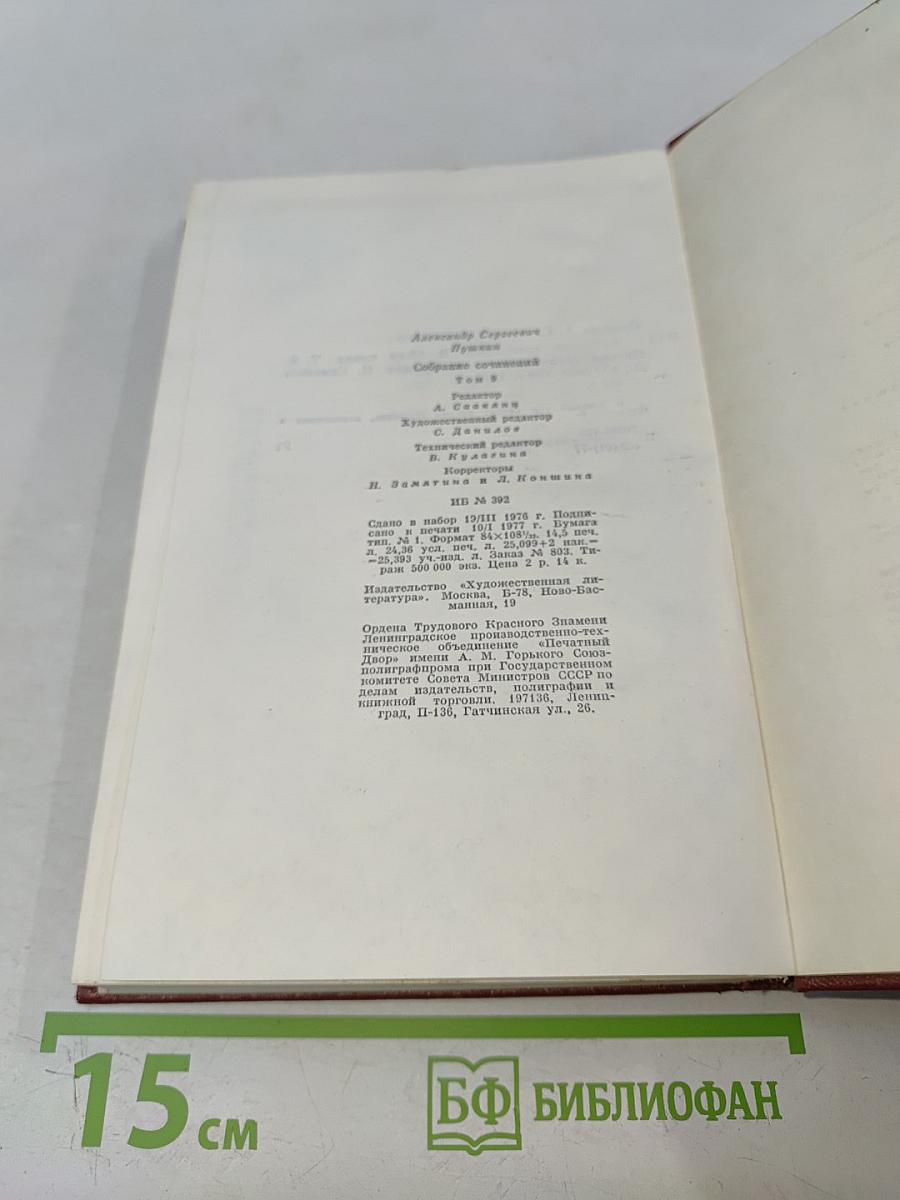 Александр Сергеевич
Пушкин
Собрание сочинений
Том 9
Редактор
А. Саакянц
Художественный редактор
С. Данилов
Технический редактор
В. Кулагина
Корректоры
Н. Замятина и Л. Коншина
ИБ № 392
Сдано в набор 19/III 1976 г. Подпи-
сано к печати 10/I 1977 г. Бумага
тип. № 1. Формат 84×108¹/₃₂. 14,5 печ.
л. 24,36 усл. печ. л. 25,099+2 нак.=
=25,393 уч.-изд. л. Заказ № 803. Ти-
раж 500 000 экз. Цена 2 р. 14 к.
Издательство «Художественная ли-
тература». Москва, Б-78, Ново-Бас-
манная, 19
Ордена Трудового Красного Знамени
Ленинградское производственно-тех-
ническое объединение «Печатный
Двор» имени А. М. Горького Союз-
полиграфпрома при Государственном
комитете Совета Министров СССР по
делам издательств, полиграфии и
книжной торговли. 197136, Ленин-
град, П-136, Гатчинская ул., 26.
15 см
БФ БИБЛИОФАН